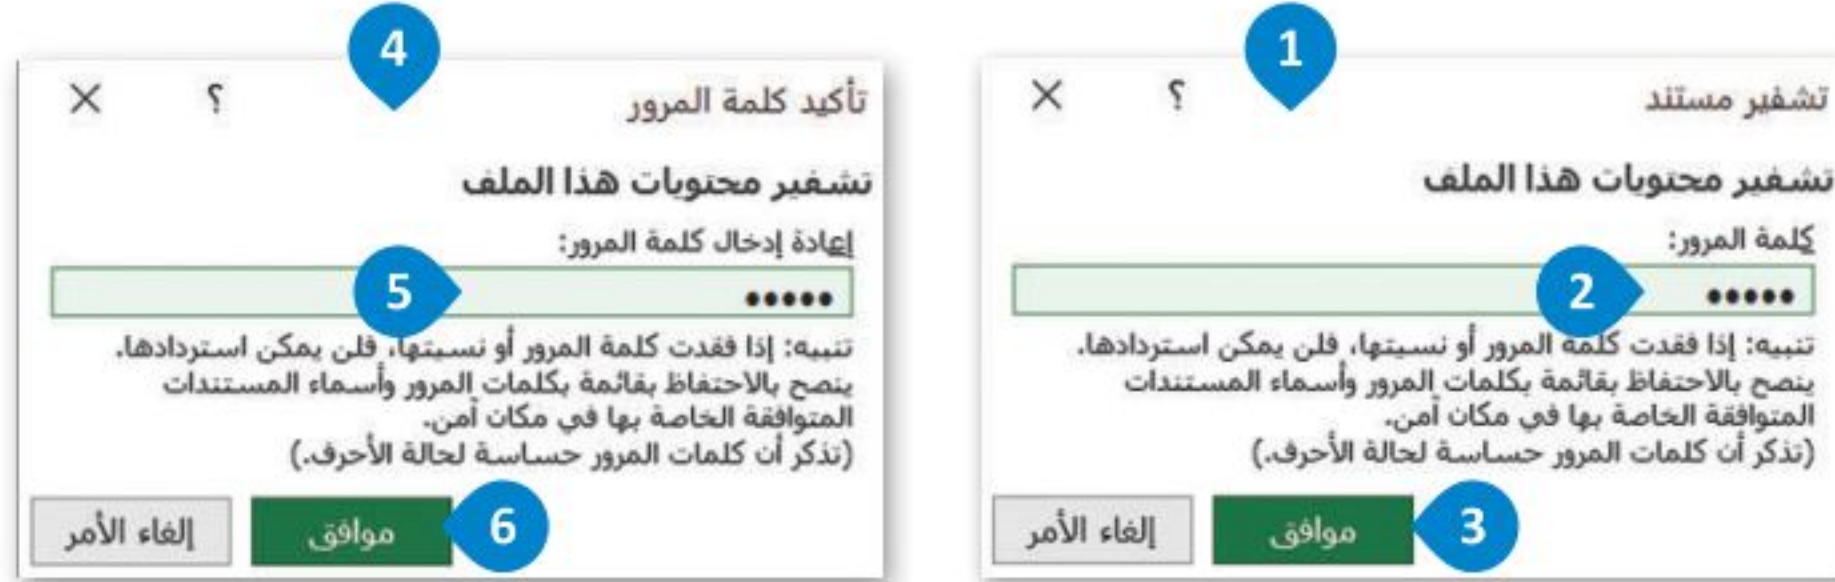 1
تشفير مستند
؟
تشفير محتويات هذا الملف
كلمة المرور:
•••••
2
تنبيه: إذا فقدت كلمة المرور أو نسيتها، فلن يمكن استردادها.
ينصح بالاحتفاظ بقائمة بكلمات المرور وأسماء المستندات
المتوافقة الخاصة بها في مكان آمن.
(تذكر أن كلمات المرور حساسة لحالة الأحرف.)
3
موافق
إلغاء الأمر
4
تأكيد كلمة المرور
؟
تشفير محتويات هذا الملف
إعادة إدخال كلمة المرور:
•••••
5
تنبيه: إذا فقدت كلمة المرور أو نسيتها، فلن يمكن استردادها.
ينصح بالاحتفاظ بقائمة بكلمات المرور وأسماء المستندات
المتوافقة الخاصة بها في مكان آمن.
(تذكر أن كلمات المرور حساسة لحالة الأحرف.)
6
موافق
إلغاء الأمر